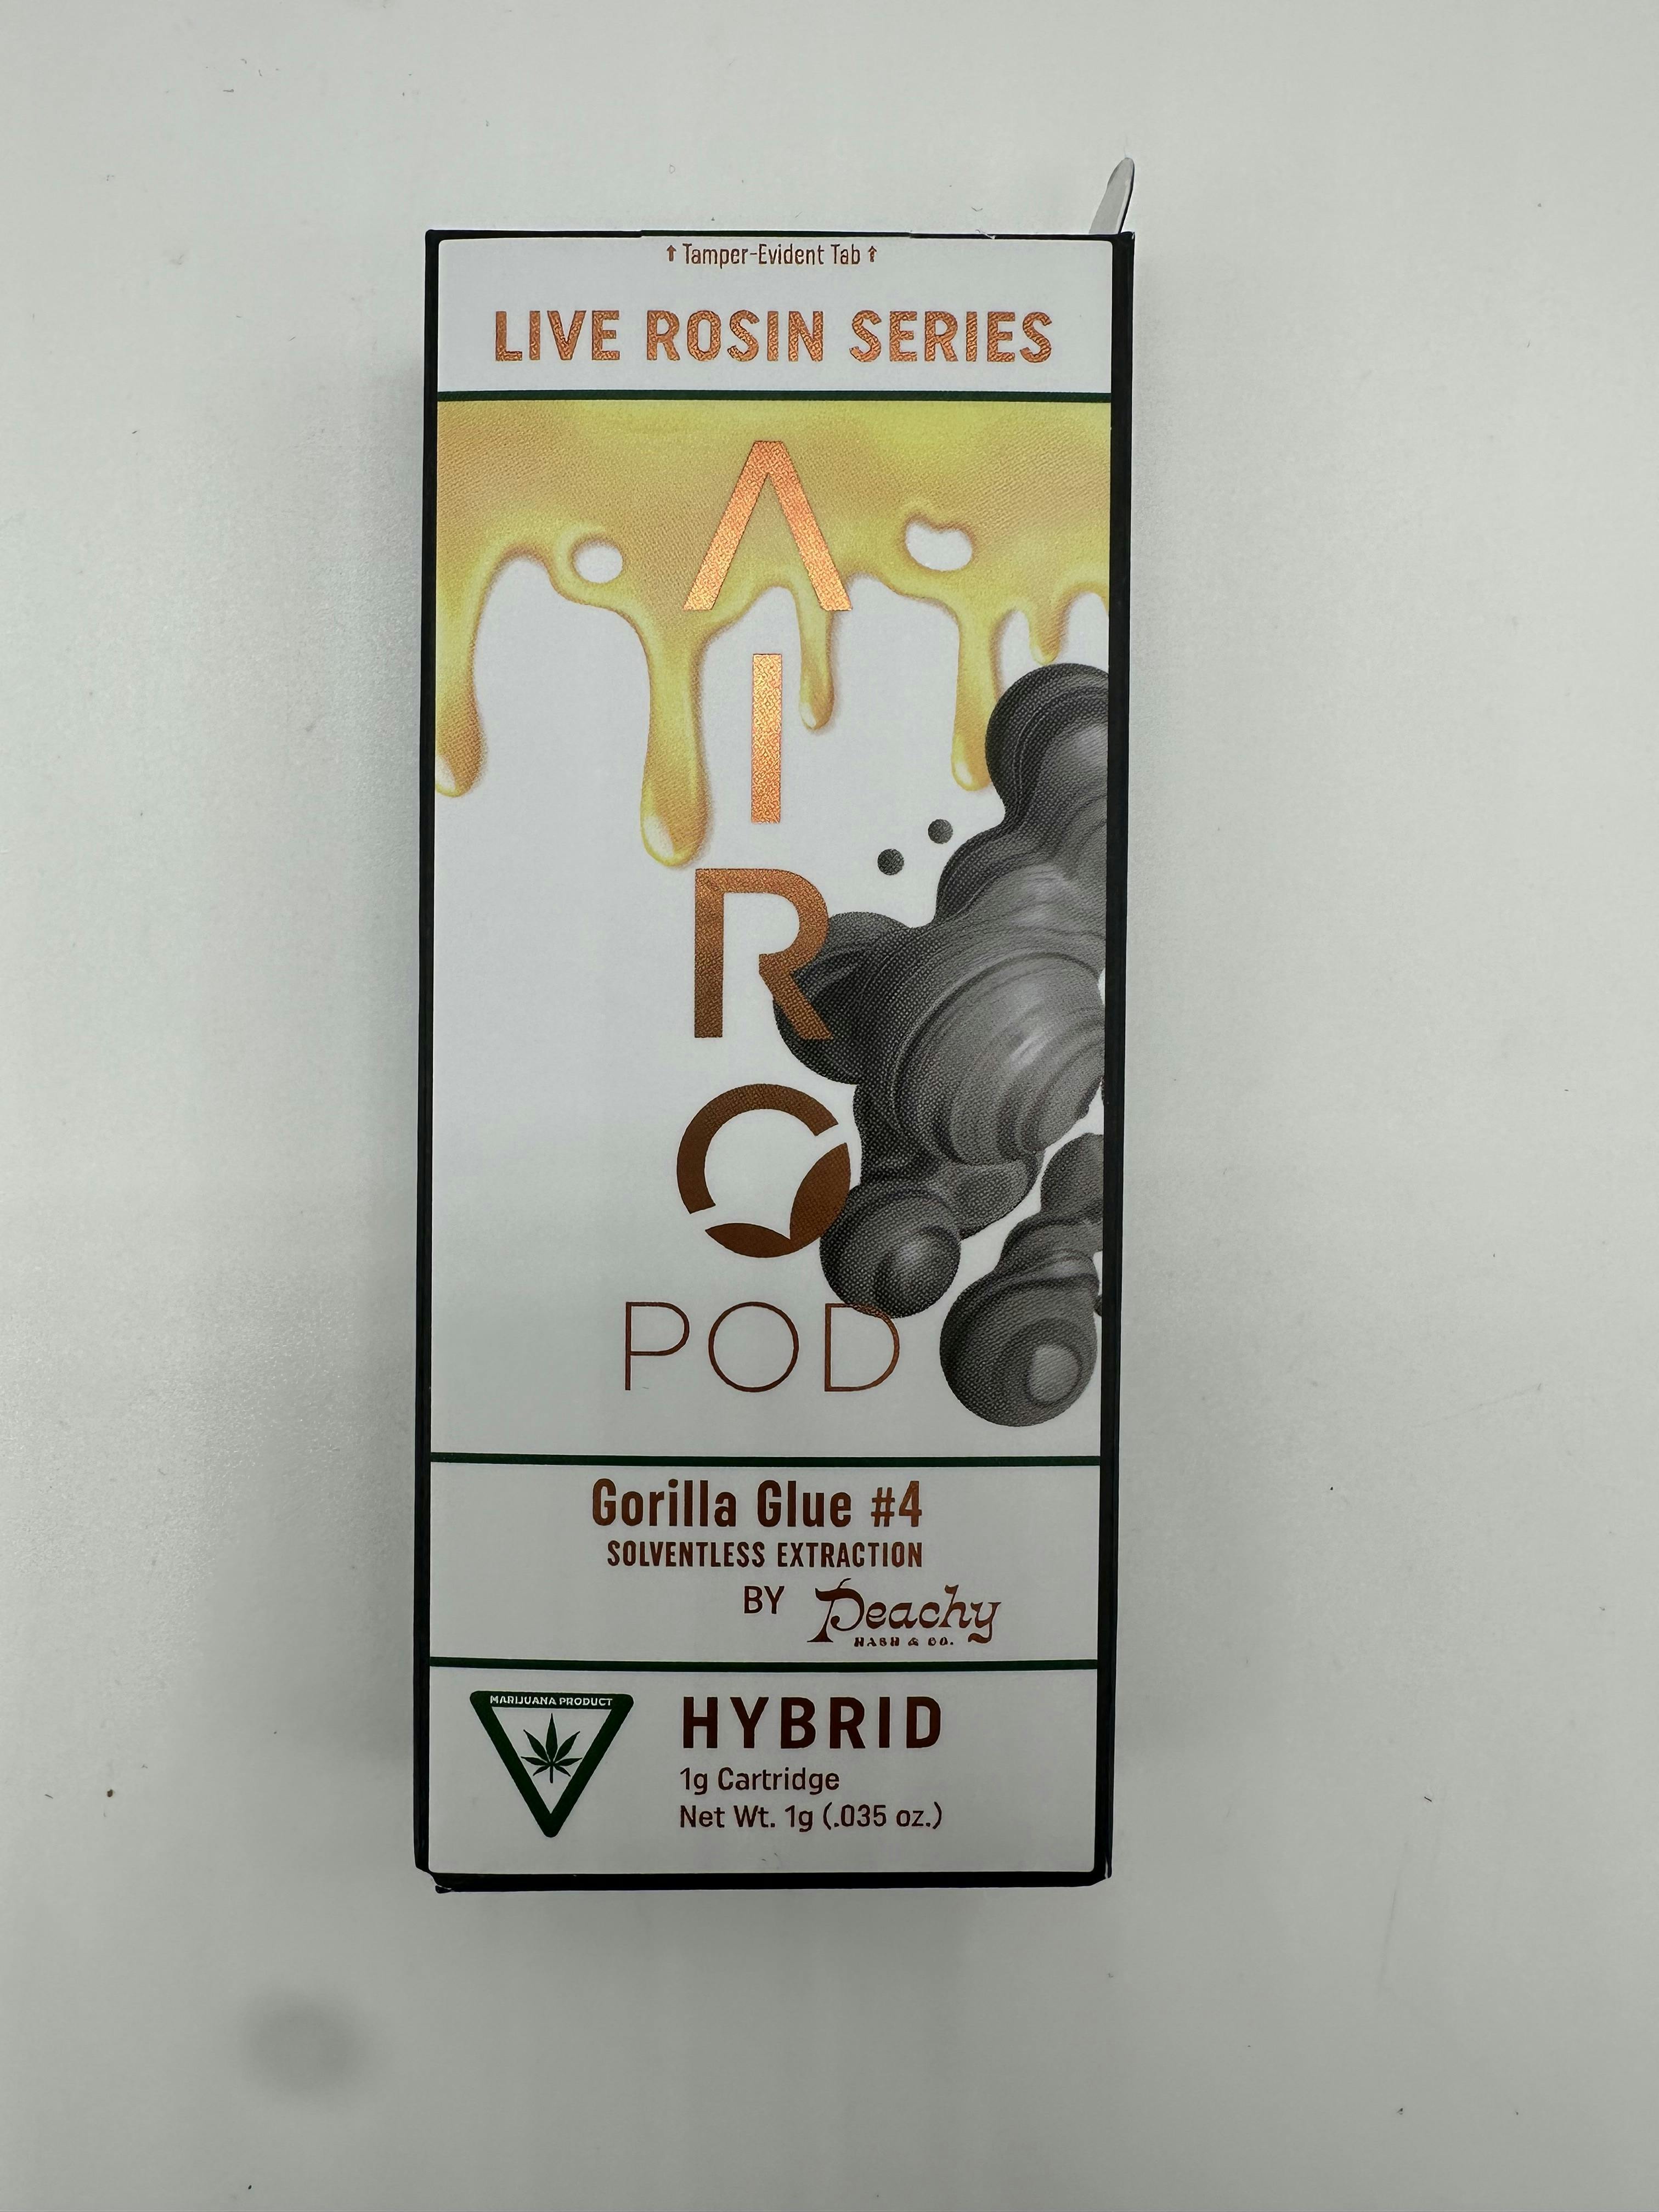 ↑ Tamper-Evident Tab ↑
LIVE ROSIN SERIES
AIRO
POD
Gorilla Glue #4
SOLVENTLESS EXTRACTION
BY Peachy
HASH & CO.
MARIJUANA PRODUCT
HYBRID
1g Cartridge
Net Wt. 1g (.035 oz.)